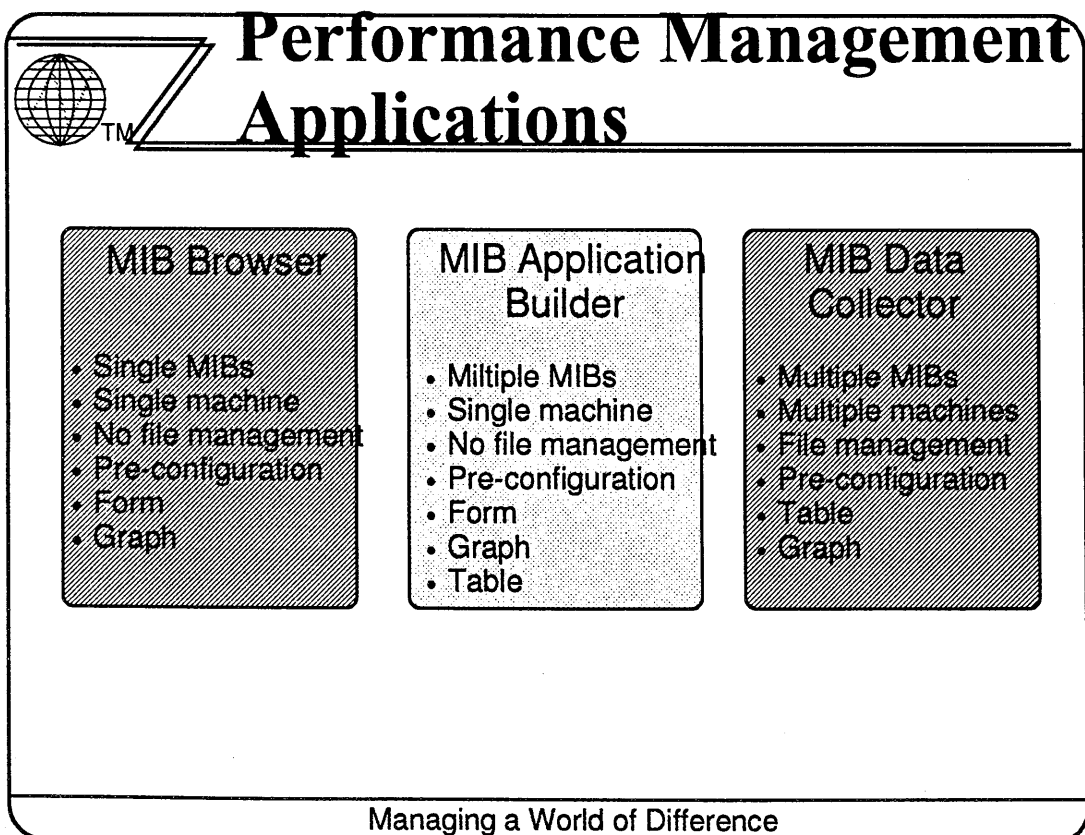 Performance Management
Applications
TM
MIB Browser
• Single MIBs
• Single machine
• No file management
• Pre-configuration
• Form
• Graph
MIB Application
Builder
• Miltiple MIBs
• Single machine
• No file management
• Pre-configuration
• Form
• Graph
• Table
MIB Data
Collector
• Multiple MIBs
• Multiple machines
• File management
• Pre-configuration
• Table
• Graph
Managing a World of Difference